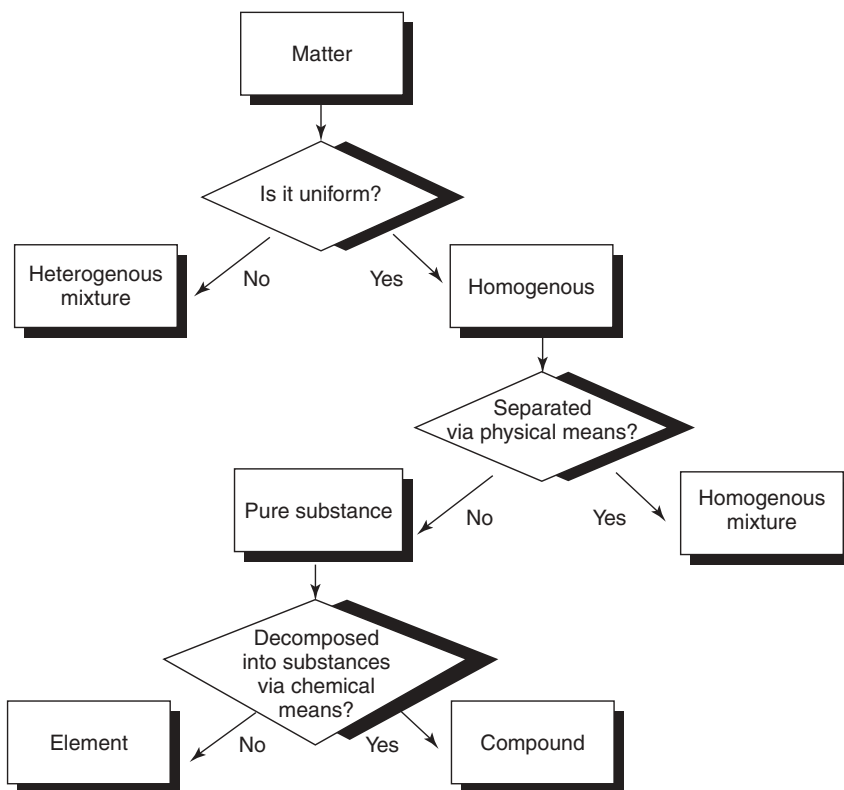 Matter
Is it uniform?
Heterogenous
mixture
No
Yes
Homogenous
Separated
via physical means?
Pure substance
No
Yes
Homogenous
mixture
Decomposed
into substances
via chemical
means?
Element
No
Yes
Compound